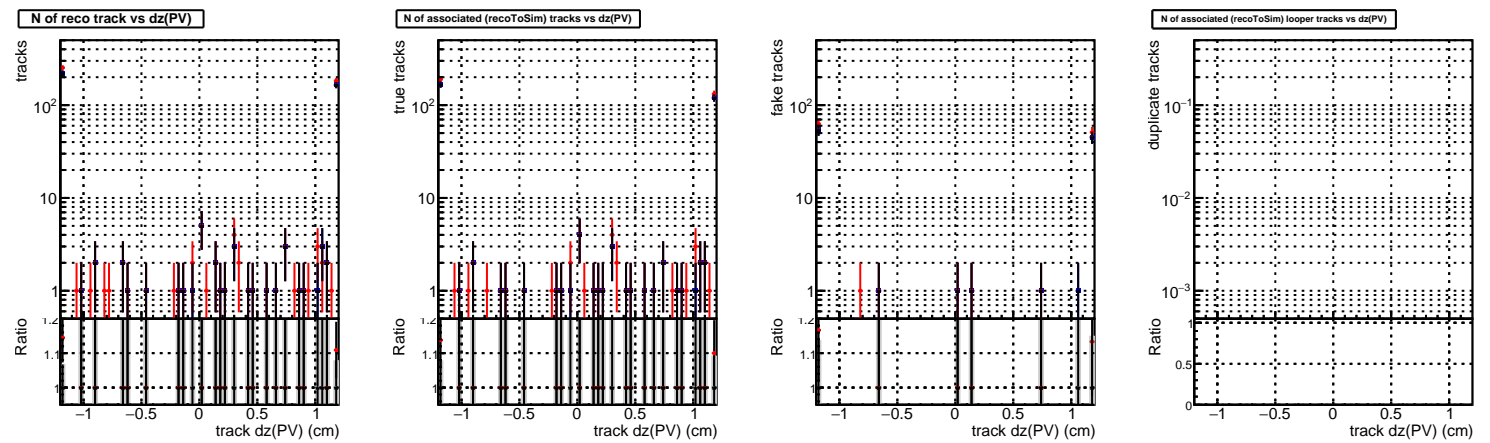 N of reco track vs dz(PV)
tracks
10²
10
1
Ratio
1.2
1.1
1
−1 −0.5 0 0.5 1
track dz(PV) (cm)
N of associated (recoToSim) tracks vs dz(PV)
true tracks
10²
10
1
Ratio
1.2
1.1
1
−1 −0.5 0 0.5 1
track dz(PV) (cm)
fake tracks
10²
10
1
Ratio
1.2
1.1
1
−1 −0.5 0 0.5 1
track dz(PV) (cm)
N of associated (recoToSim) looper tracks vs dz(PV)
duplicate tracks
10⁻¹
10⁻²
10⁻³
Ratio
1
0.5
0
−1 −0.5 0 0.5 1
track dz(PV) (cm)